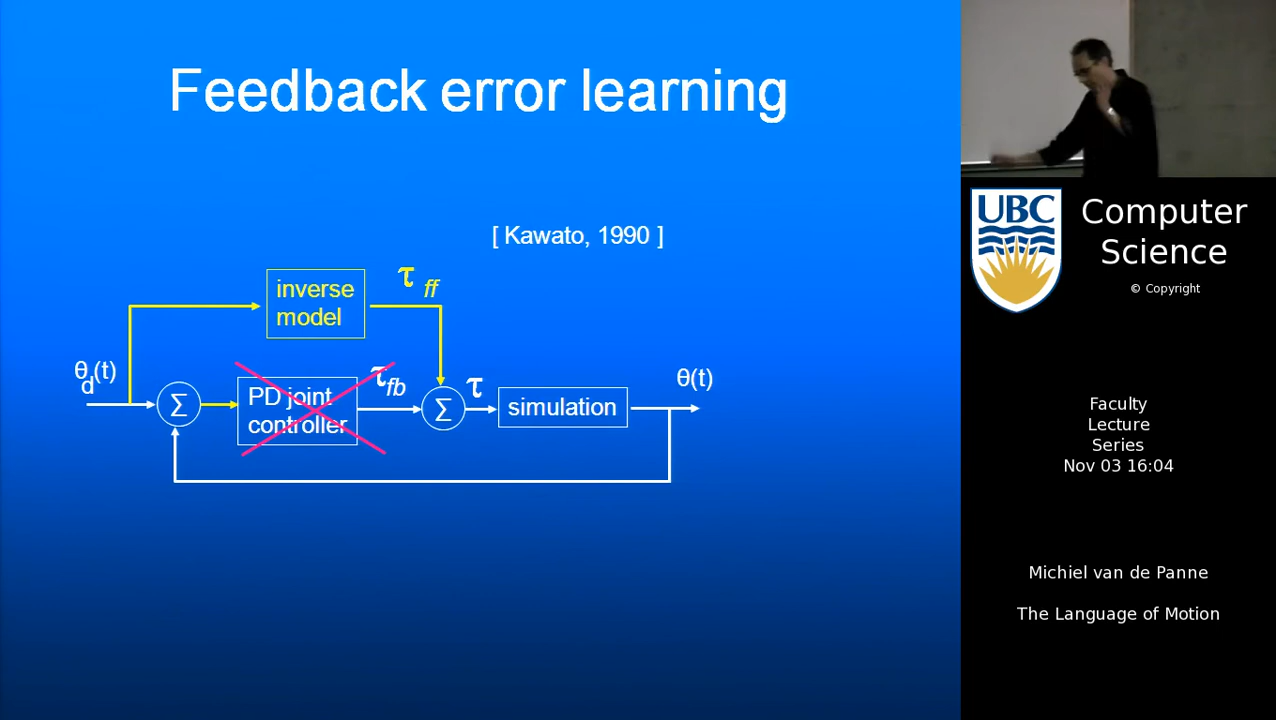 Feedback error learning
[ Kawato, 1990 ]
inverse
model
τ ff
θd(t)
Σ
PD joint
controller
τfb
Σ
τ
simulation
θ(t)
UBC
Computer
Science
© Copyright
Faculty
Lecture
Series
Nov 03 16:04
Michiel van de Panne
The Language of Motion